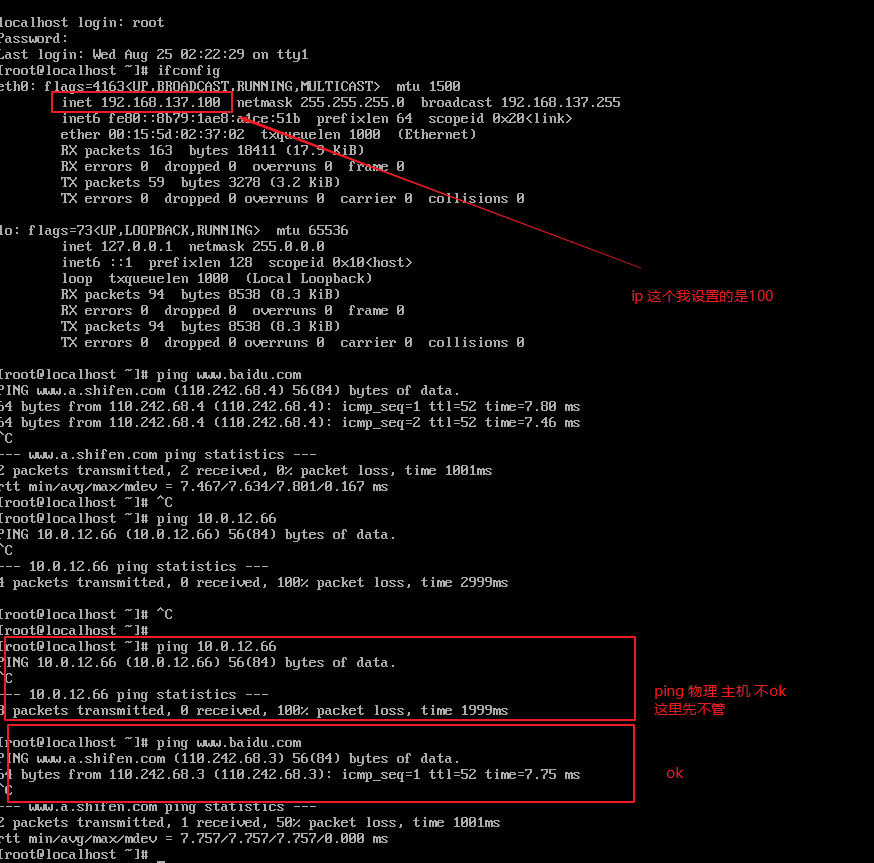 localhost login: root
Password:
Last login: Wed Aug 25 02:22:29 on tty1
[root@localhost ~]# ifconfig
eth0: flags=4163<UP,BROADCAST,RUNNING,MULTICAST>  mtu 1500
inet 192.168.137.100  netmask 255.255.255.0  broadcast 192.168.137.255
inet6 fe80::8b79:1ae8:a1ce:51b  prefixlen 64  scopeid 0x20<link>
ether 00:15:5d:02:37:02  txqueuelen 1000  (Ethernet)
RX packets 163  bytes 18411 (17.9 KiB)
RX errors 0  dropped 0  overruns 0  frame 0
TX packets 59  bytes 3278 (3.2 KiB)
TX errors 0  dropped 0 overruns 0  carrier 0  collisions 0
lo: flags=73<UP,LOOPBACK,RUNNING>  mtu 65536
inet 127.0.0.1  netmask 255.0.0.0
inet6 ::1  prefixlen 128  scopeid 0x10<host>
loop  txqueuelen 1000  (Local Loopback)
RX packets 94  bytes 8538 (8.3 KiB)
RX errors 0  dropped 0  overruns 0  frame 0
ip 这个我设置的是100
TX packets 94  bytes 8538 (8.3 KiB)
TX errors 0  dropped 0 overruns 0  carrier 0  collisions 0
[root@localhost ~]# ping www.baidu.com
PING www.a.shifen.com (110.242.68.4) 56(84) bytes of data.
64 bytes from 110.242.68.4 (110.242.68.4): icmp_seq=1 ttl=52 time=7.80 ms
64 bytes from 110.242.68.4 (110.242.68.4): icmp_seq=2 ttl=52 time=7.46 ms
^C
--- www.a.shifen.com ping statistics ---
2 packets transmitted, 2 received, 0% packet loss, time 1001ms
rtt min/avg/max/mdev = 7.467/7.634/7.801/0.167 ms
[root@localhost ~]# ^C
[root@localhost ~]# ping 10.0.12.66
PING 10.0.12.66 (10.0.12.66) 56(84) bytes of data.
^C
--- 10.0.12.66 ping statistics ---
4 packets transmitted, 0 received, 100% packet loss, time 2999ms
[root@localhost ~]# ^C
[root@localhost ~]#
[root@localhost ~]# ping 10.0.12.66
PING 10.0.12.66 (10.0.12.66) 56(84) bytes of data.
^C
--- 10.0.12.66 ping statistics ---
3 packets transmitted, 0 received, 100% packet loss, time 1999ms
ping 物理 主机 不ok
这里先不管
[root@localhost ~]# ping www.baidu.com
PING www.a.shifen.com (110.242.68.3) 56(84) bytes of data.
64 bytes from 110.242.68.3 (110.242.68.3): icmp_seq=1 ttl=52 time=7.75 ms
ok
^C
--- www.a.shifen.com ping statistics ---
2 packets transmitted, 1 received, 50% packet loss, time 1001ms
rtt min/avg/max/mdev = 7.757/7.757/7.757/0.000 ms
[root@localhost ~]#